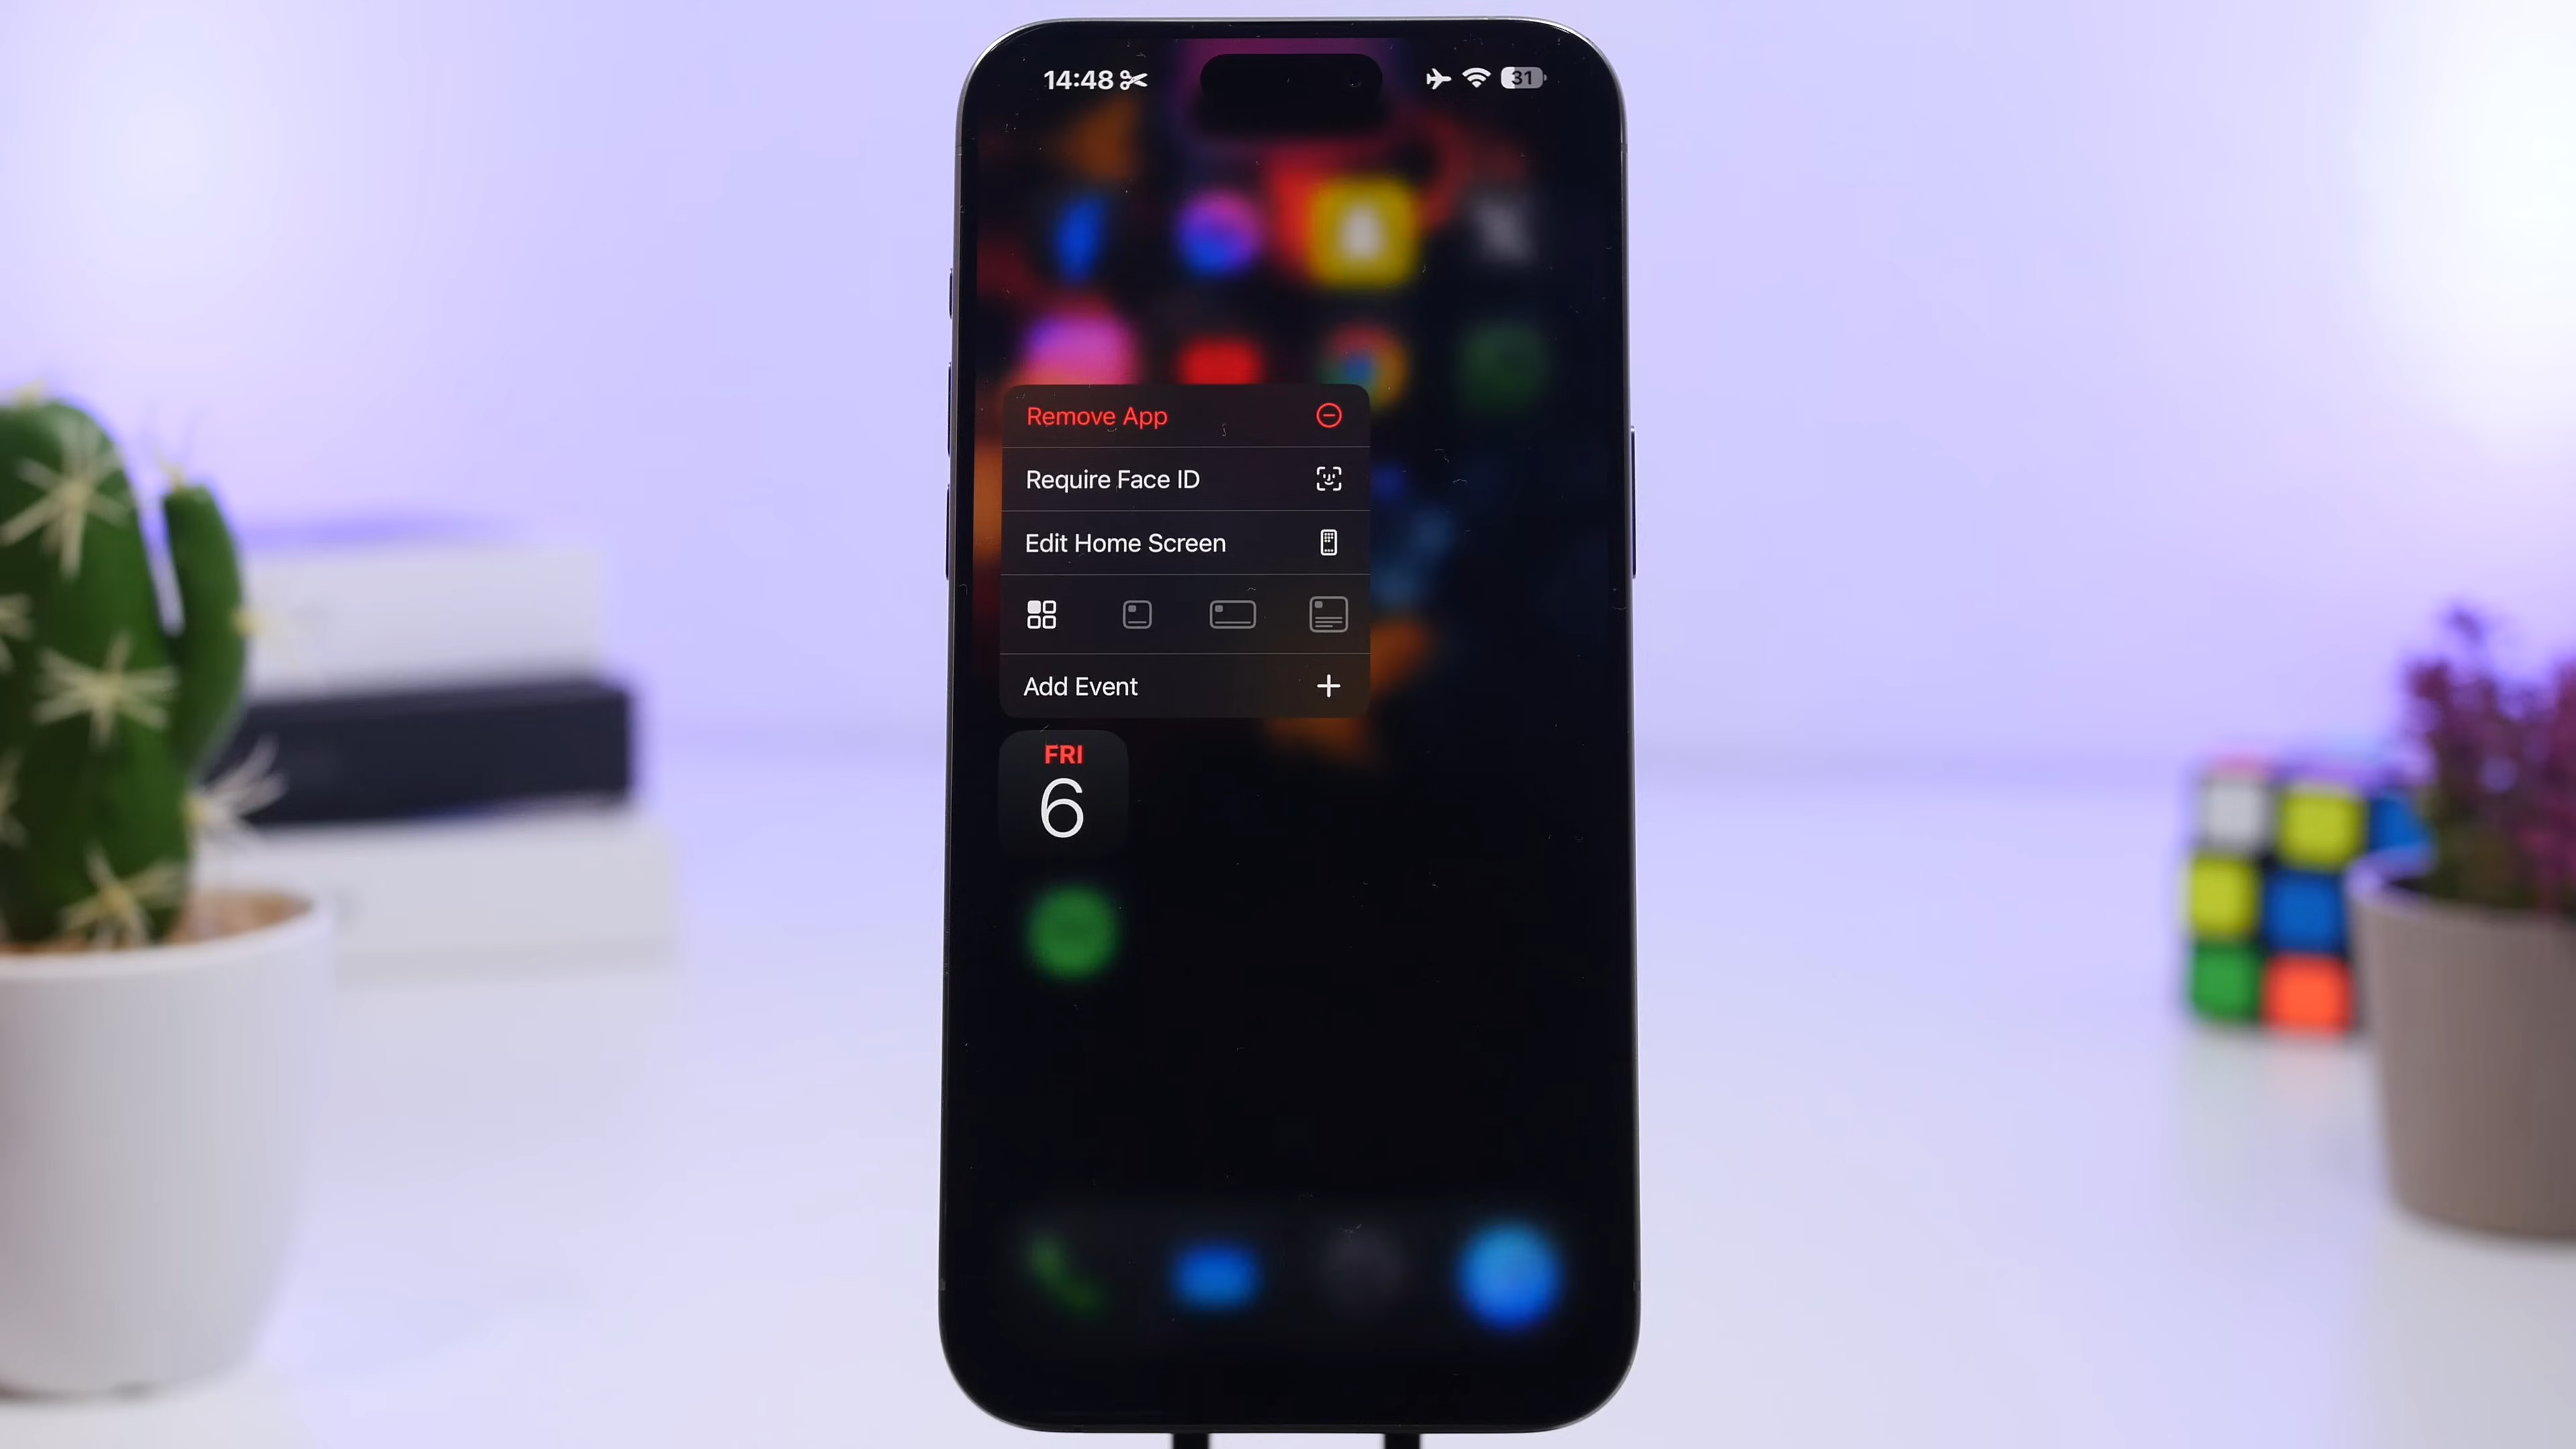 14:48
31
Remove App
Require Face ID
Edit Home Screen
Add Event
FRI
6